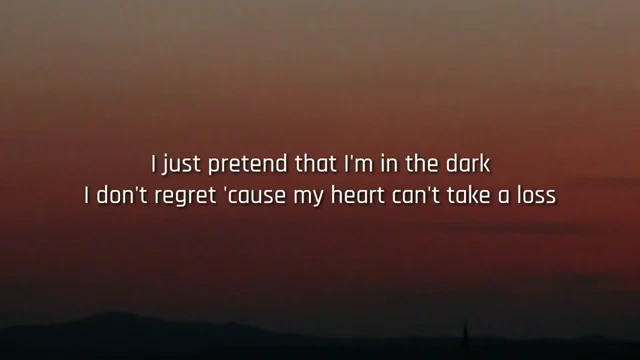 I just pretend that I'm in the dark
I don't regret 'cause my heart can't take a loss